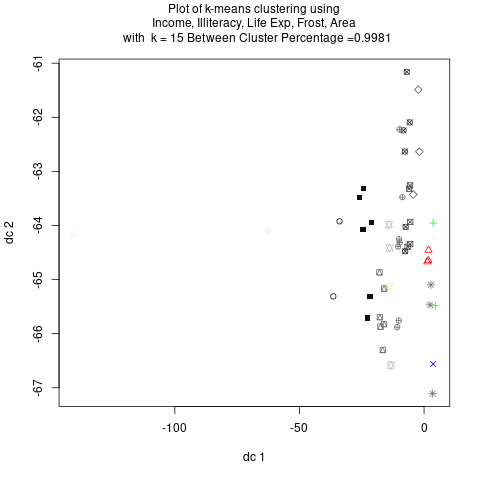 Plot of k-means clustering using
Income, Illiteracy, Life Exp, Frost, Area
with k = 15 Between Cluster Percentage =0.9981
-61
-62
-63
-64
-65
-66
-67
dc 2
-100 -50 0
dc 1